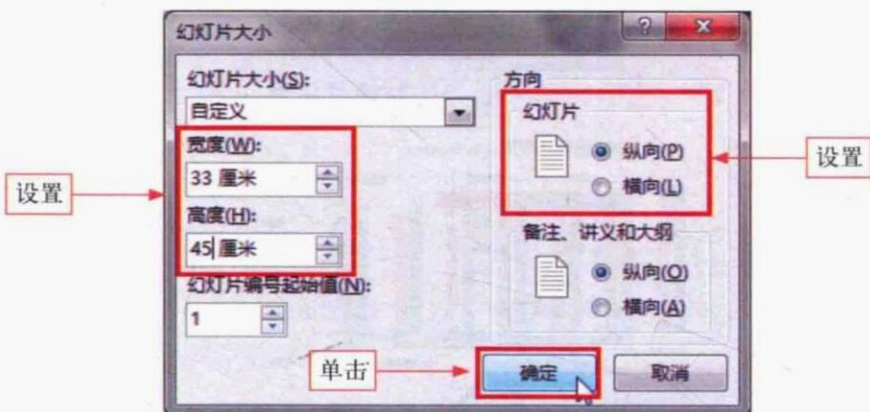 幻灯片大小
幻灯片大小(S):
自定义
宽度(W):
33 厘米
高度(H):
45 厘米
幻灯片编号起始值(N):
1
方向
幻灯片
纵向(P)
横向(L)
备注、讲义和大纲
纵向(O)
横向(A)
确定
取消
设置
设置
单击